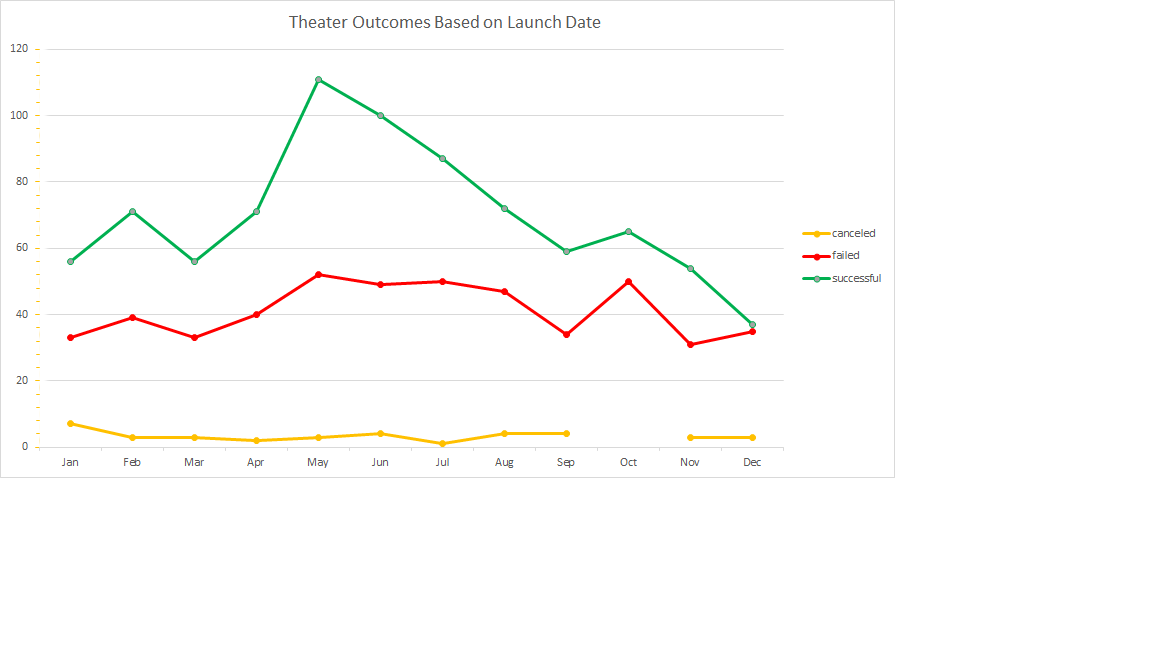 Theater Outcomes Based on Launch Date
120
100
80
60
40
20
0
Jan Feb Mar Apr May Jun Jul Aug Sep Oct Nov Dec
canceled
failed
successful